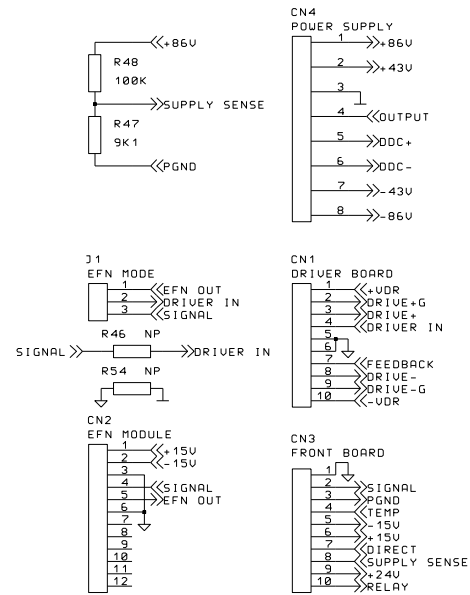 +86V
R48
100K
SUPPLY SENSE
R47
9K1
PGND
CN4
POWER SUPPLY
1 +86V
2 +43V
3
4 OUTPUT
5 DDC+
6 DDC-
7 -43V
8 -86V
J1
EFN MODE
1 EFN OUT
2 DRIVER IN
3 SIGNAL
R46 NP
SIGNAL DRIVER IN
R54 NP
CN1
DRIVER BOARD
1 +VDR
2 DRIVE+G
3 DRIVE+
4 DRIVER IN
5
6
7 FEEDBACK
8 DRIVE-
9 DRIVE-G
10 -VDR
CN2
EFN MODULE
1 +15V
2 -15V
3
4 SIGNAL
5 EFN OUT
6
7
8
9
10
11
12
CN3
FRONT BOARD
1
2 SIGNAL
3 PGND
4 TEMP
5 -15V
6 +15V
7 DIRECT
8 SUPPLY SENSE
9 +24V
10 RELAY